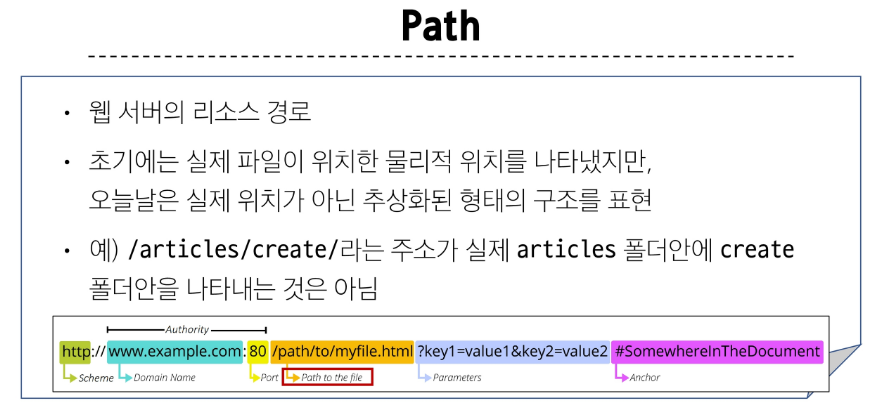 Path
• 웹 서버의 리소스 경로
• 초기에는 실제 파일이 위치한 물리적 위치를 나타냈지만,
오늘날은 실제 위치가 아닌 추상화된 형태의 구조를 표현
• 예) /articles/create/라는 주소가 실제 articles 폴더안에 create
폴더안을 나타내는 것은 아님
Authority
http://www.example.com:80/path/to/myfile.html?key1=value1&key2=value2#SomewhereInTheDocument
Scheme Domain Name Port Path to the file Parameters Anchor